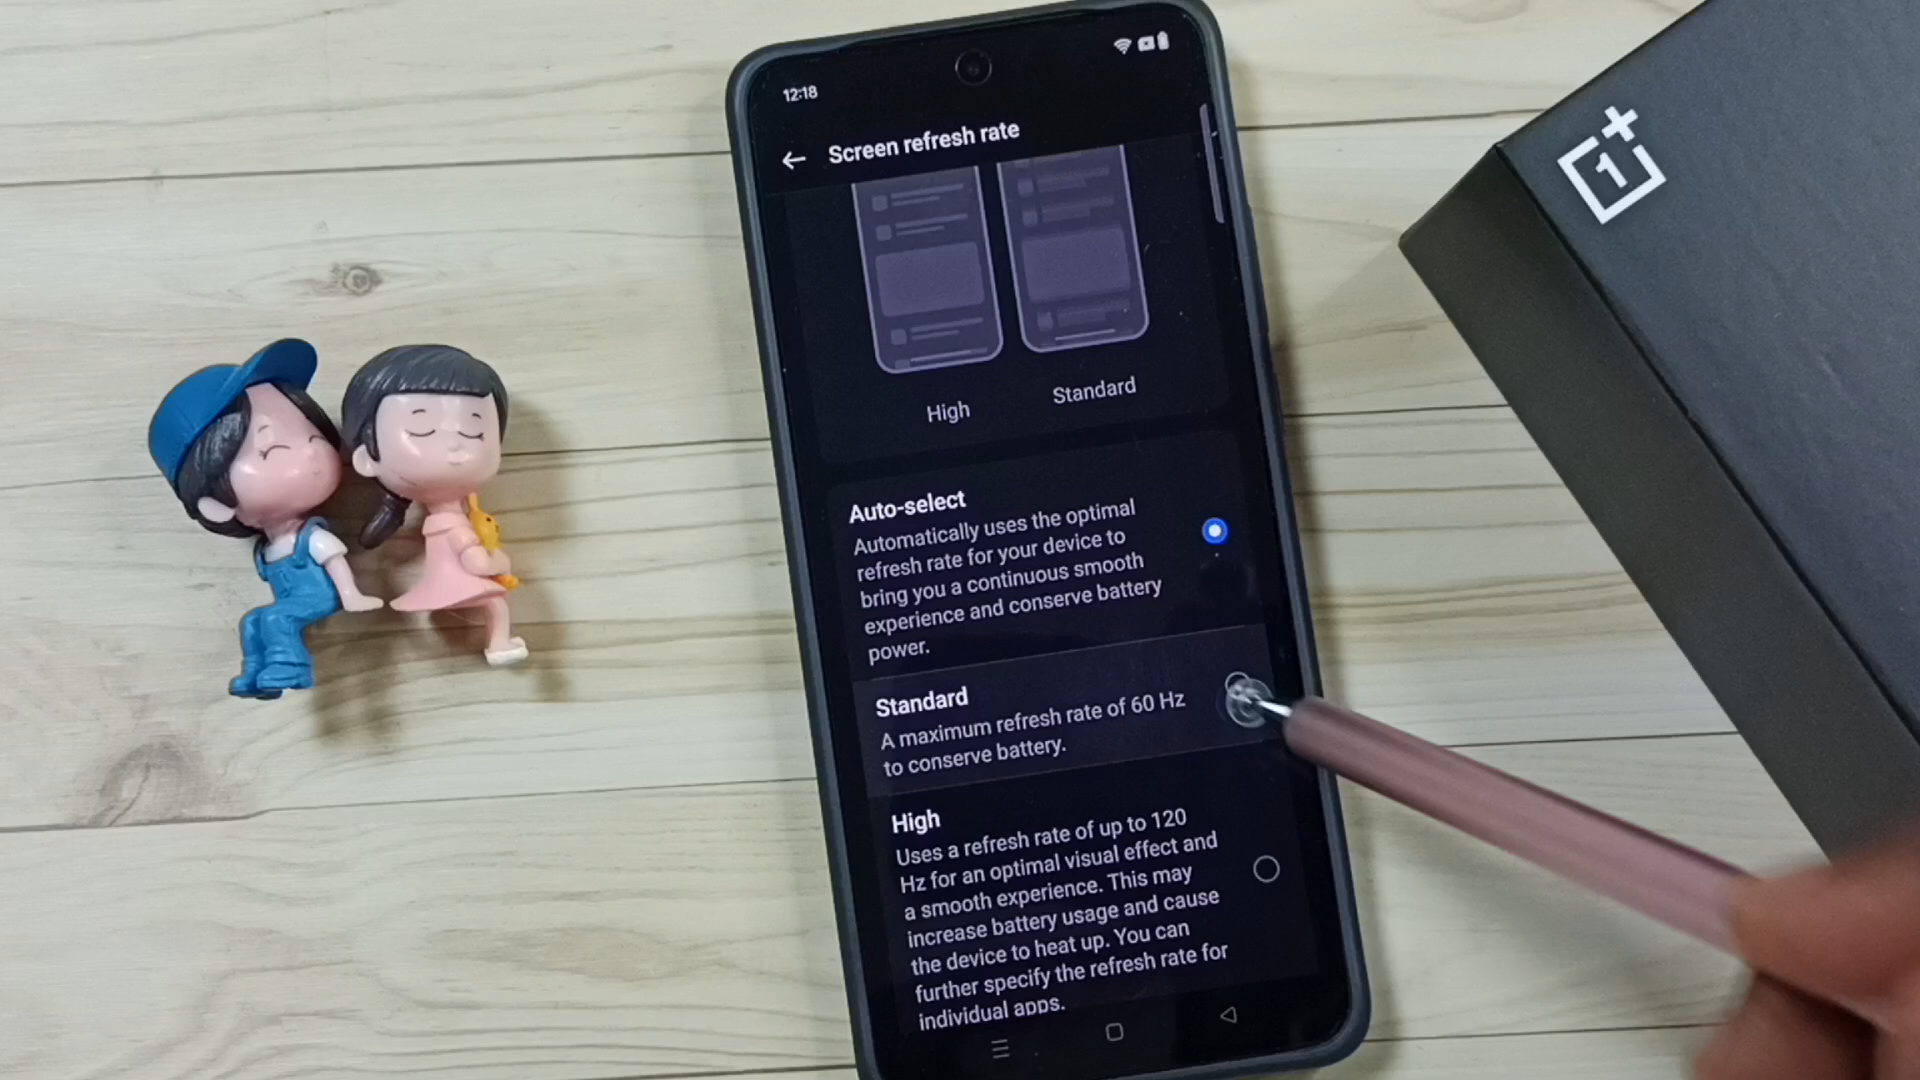 12:18
Screen refresh rate
High
Standard
Auto-select
Automatically uses the optimal
refresh rate for your device to
bring you a continuous smooth
experience and conserve battery
power.
Standard
A maximum refresh rate of 60 Hz
to conserve battery.
High
Uses a refresh rate of up to 120
Hz for an optimal visual effect and
a smooth experience. This may
increase battery usage and cause
the device to heat up. You can
further specify the refresh rate for
individual apps.
1+